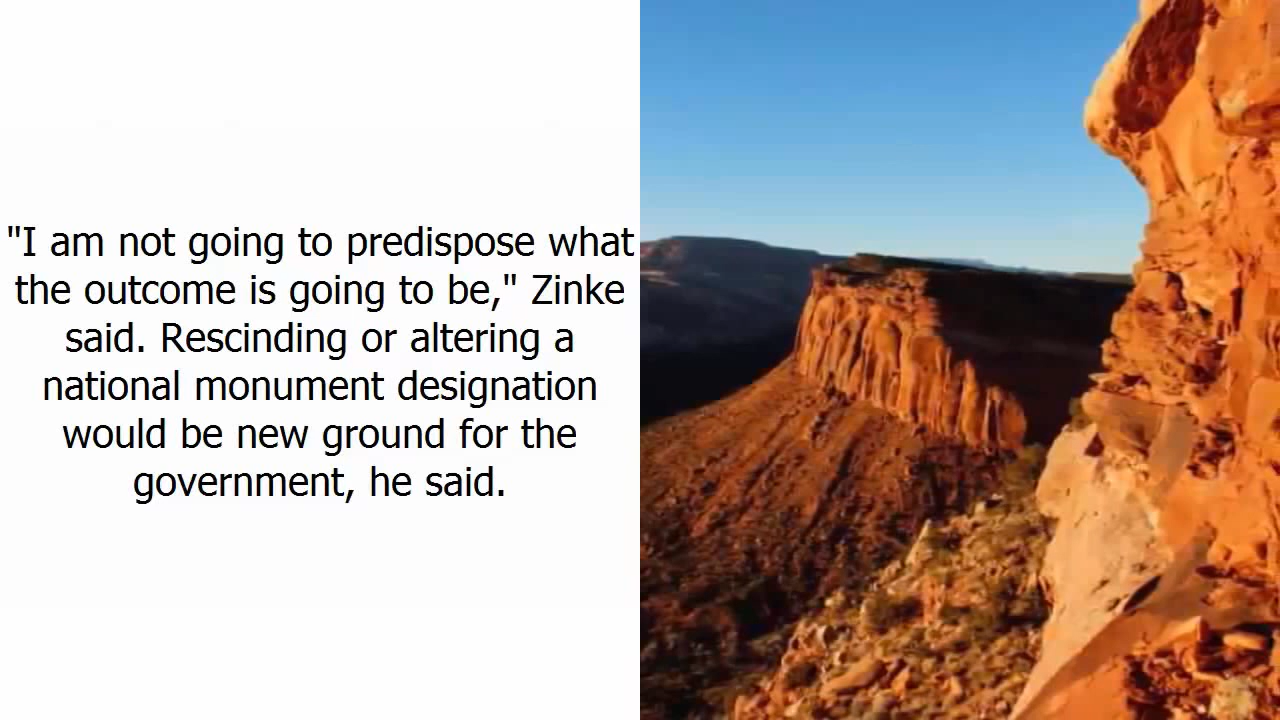 "I am not going to predispose what
the outcome is going to be," Zinke
said. Rescinding or altering a
national monument designation
would be new ground for the
government, he said.